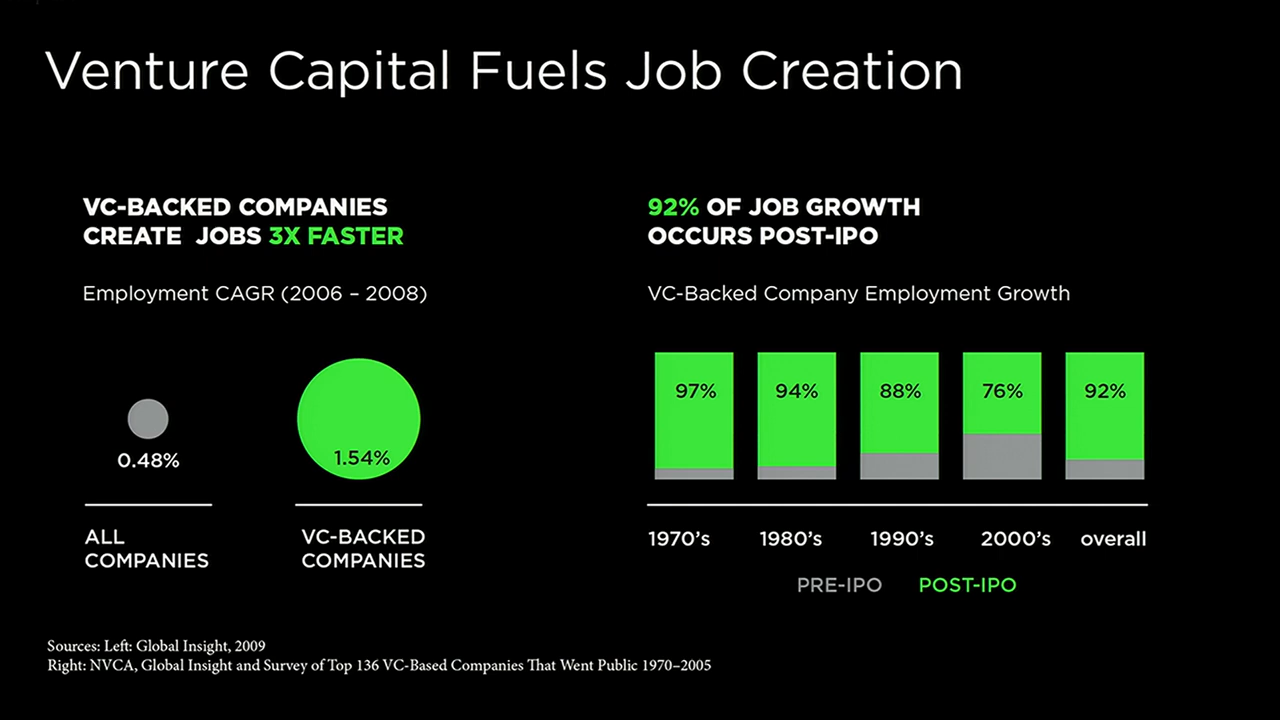 Venture Capital Fuels Job Creation
VC-BACKED COMPANIES
CREATE JOBS 3X FASTER
Employment CAGR (2006 – 2008)
0.48%
1.54%
ALL
COMPANIES
VC-BACKED
COMPANIES
92% OF JOB GROWTH
OCCURS POST-IPO
VC-Backed Company Employment Growth
97% 94% 88% 76% 92%
1970’s 1980’s 1990’s 2000’s overall
PRE-IPO POST-IPO
Sources: Left: Global Insight, 2009
Right: NVCA, Global Insight and Survey of Top 136 VC-Based Companies That Went Public 1970–2005